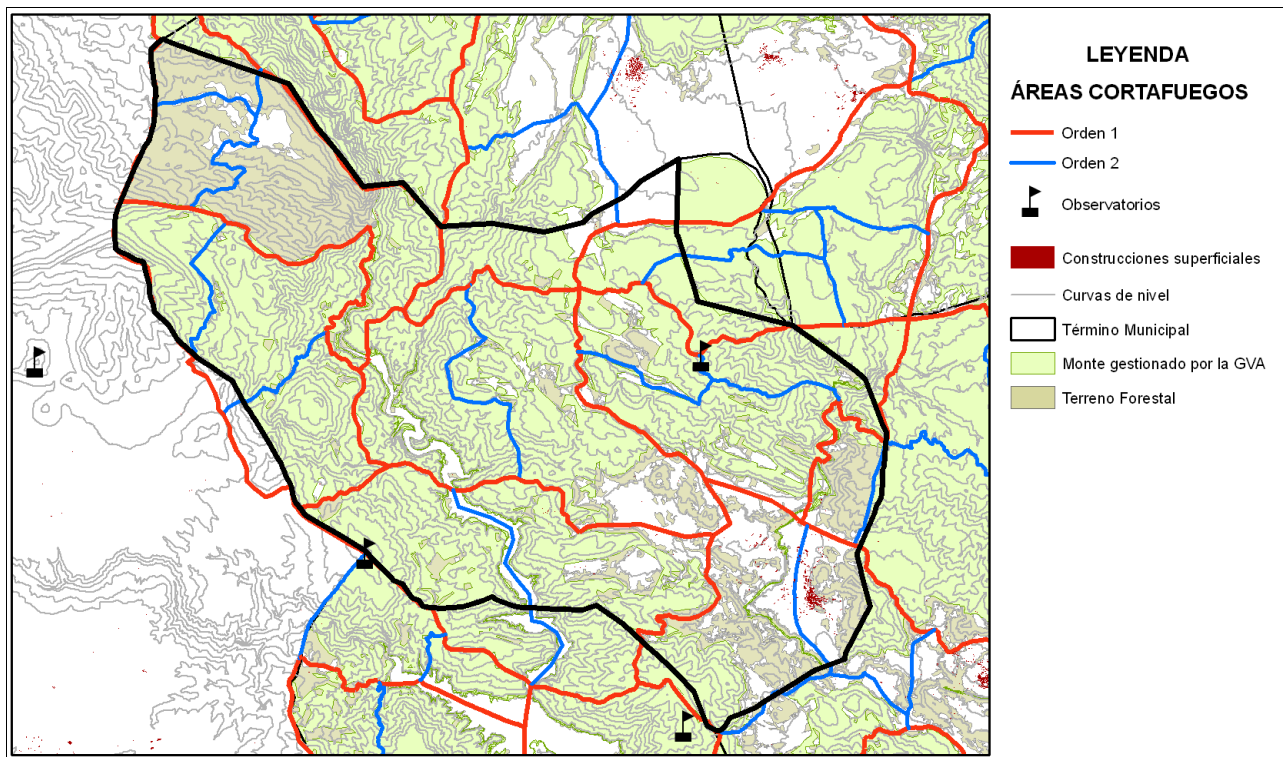 LEYENDA
ÁREAS CORTAFUEGOS
Orden 1
Orden 2
Observatorios
Construcciones superficiales
Curvas de nivel
Término Municipal
Monte gestionado por la GVA
Terreno Forestal